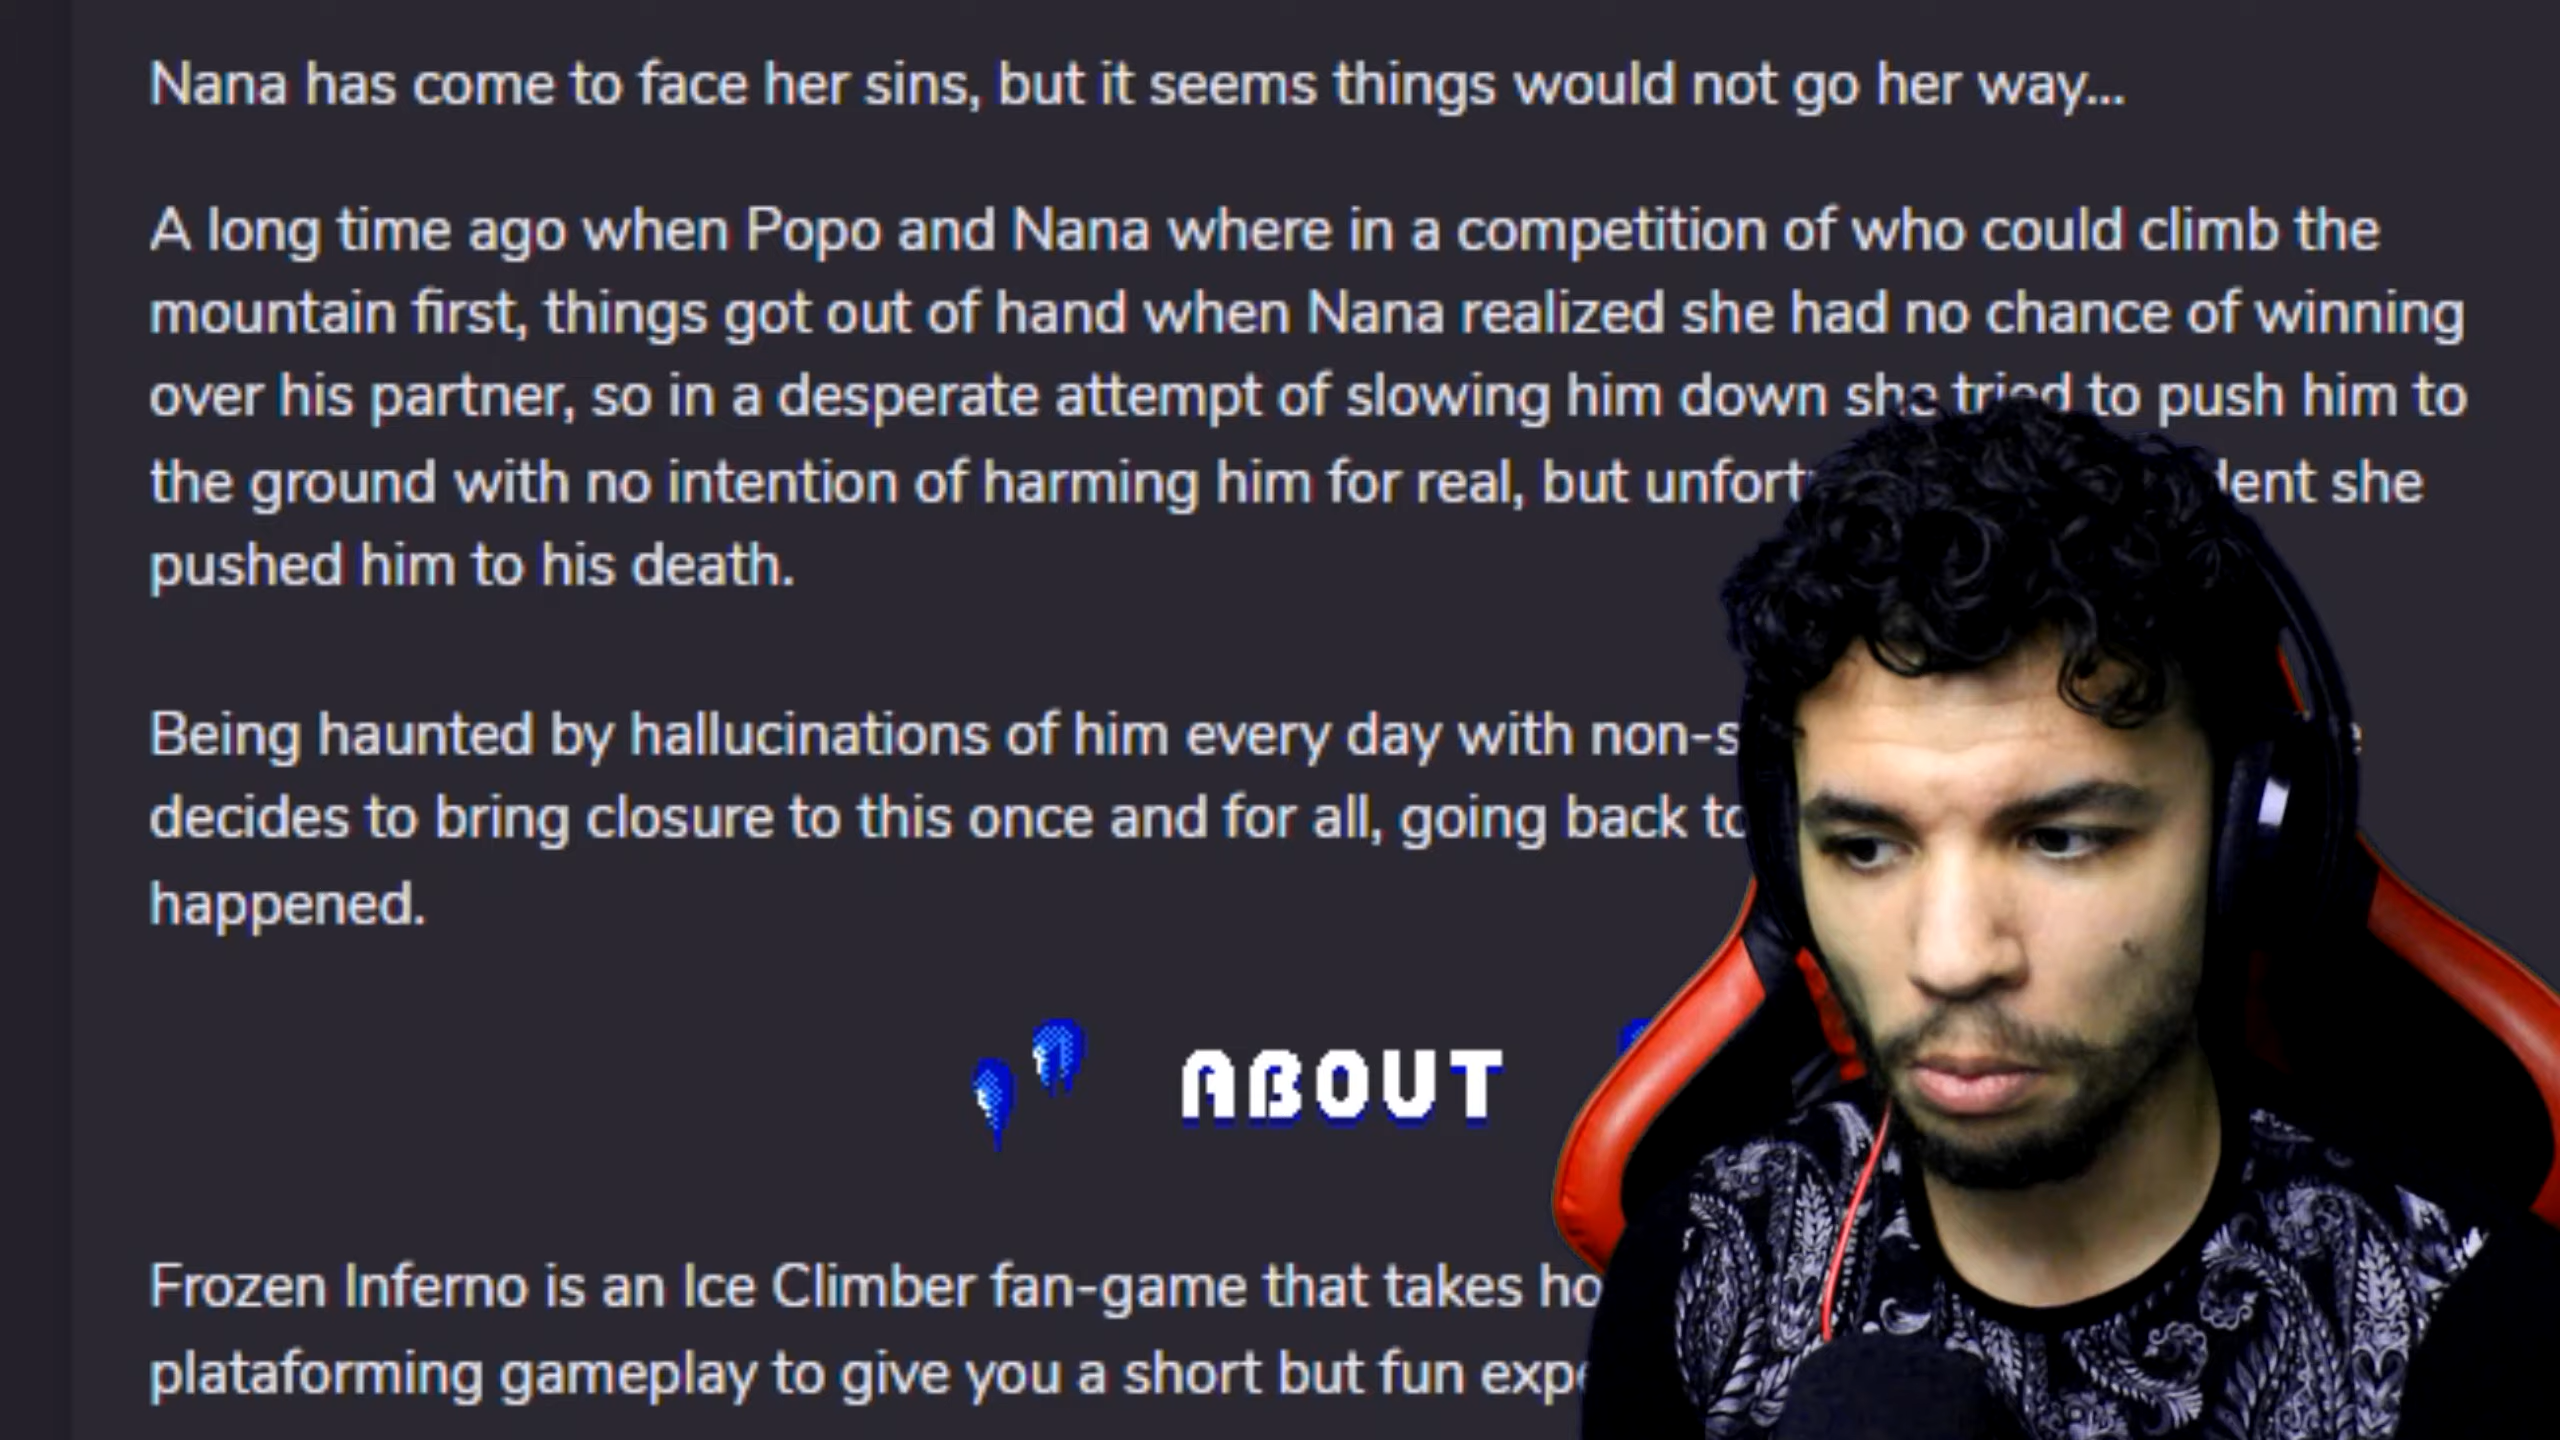 Nana has come to face her sins, but it seems things would not go her way...
A long time ago when Popo and Nana where in a competition of who could climb the
mountain first, things got out of hand when Nana realized she had no chance of winning
over his partner, so in a desperate attempt of slowing him down she tried to push him to
the ground with no intention of harming him for real, but she
pushed him to his death.
Being haunted by hallucinations of him every day with
decides to bring closure to this once and for all, going back
happened.
ABOUT
Frozen Inferno is an Ice Climber fan-game that takes
plataforming gameplay to give you a short but fun